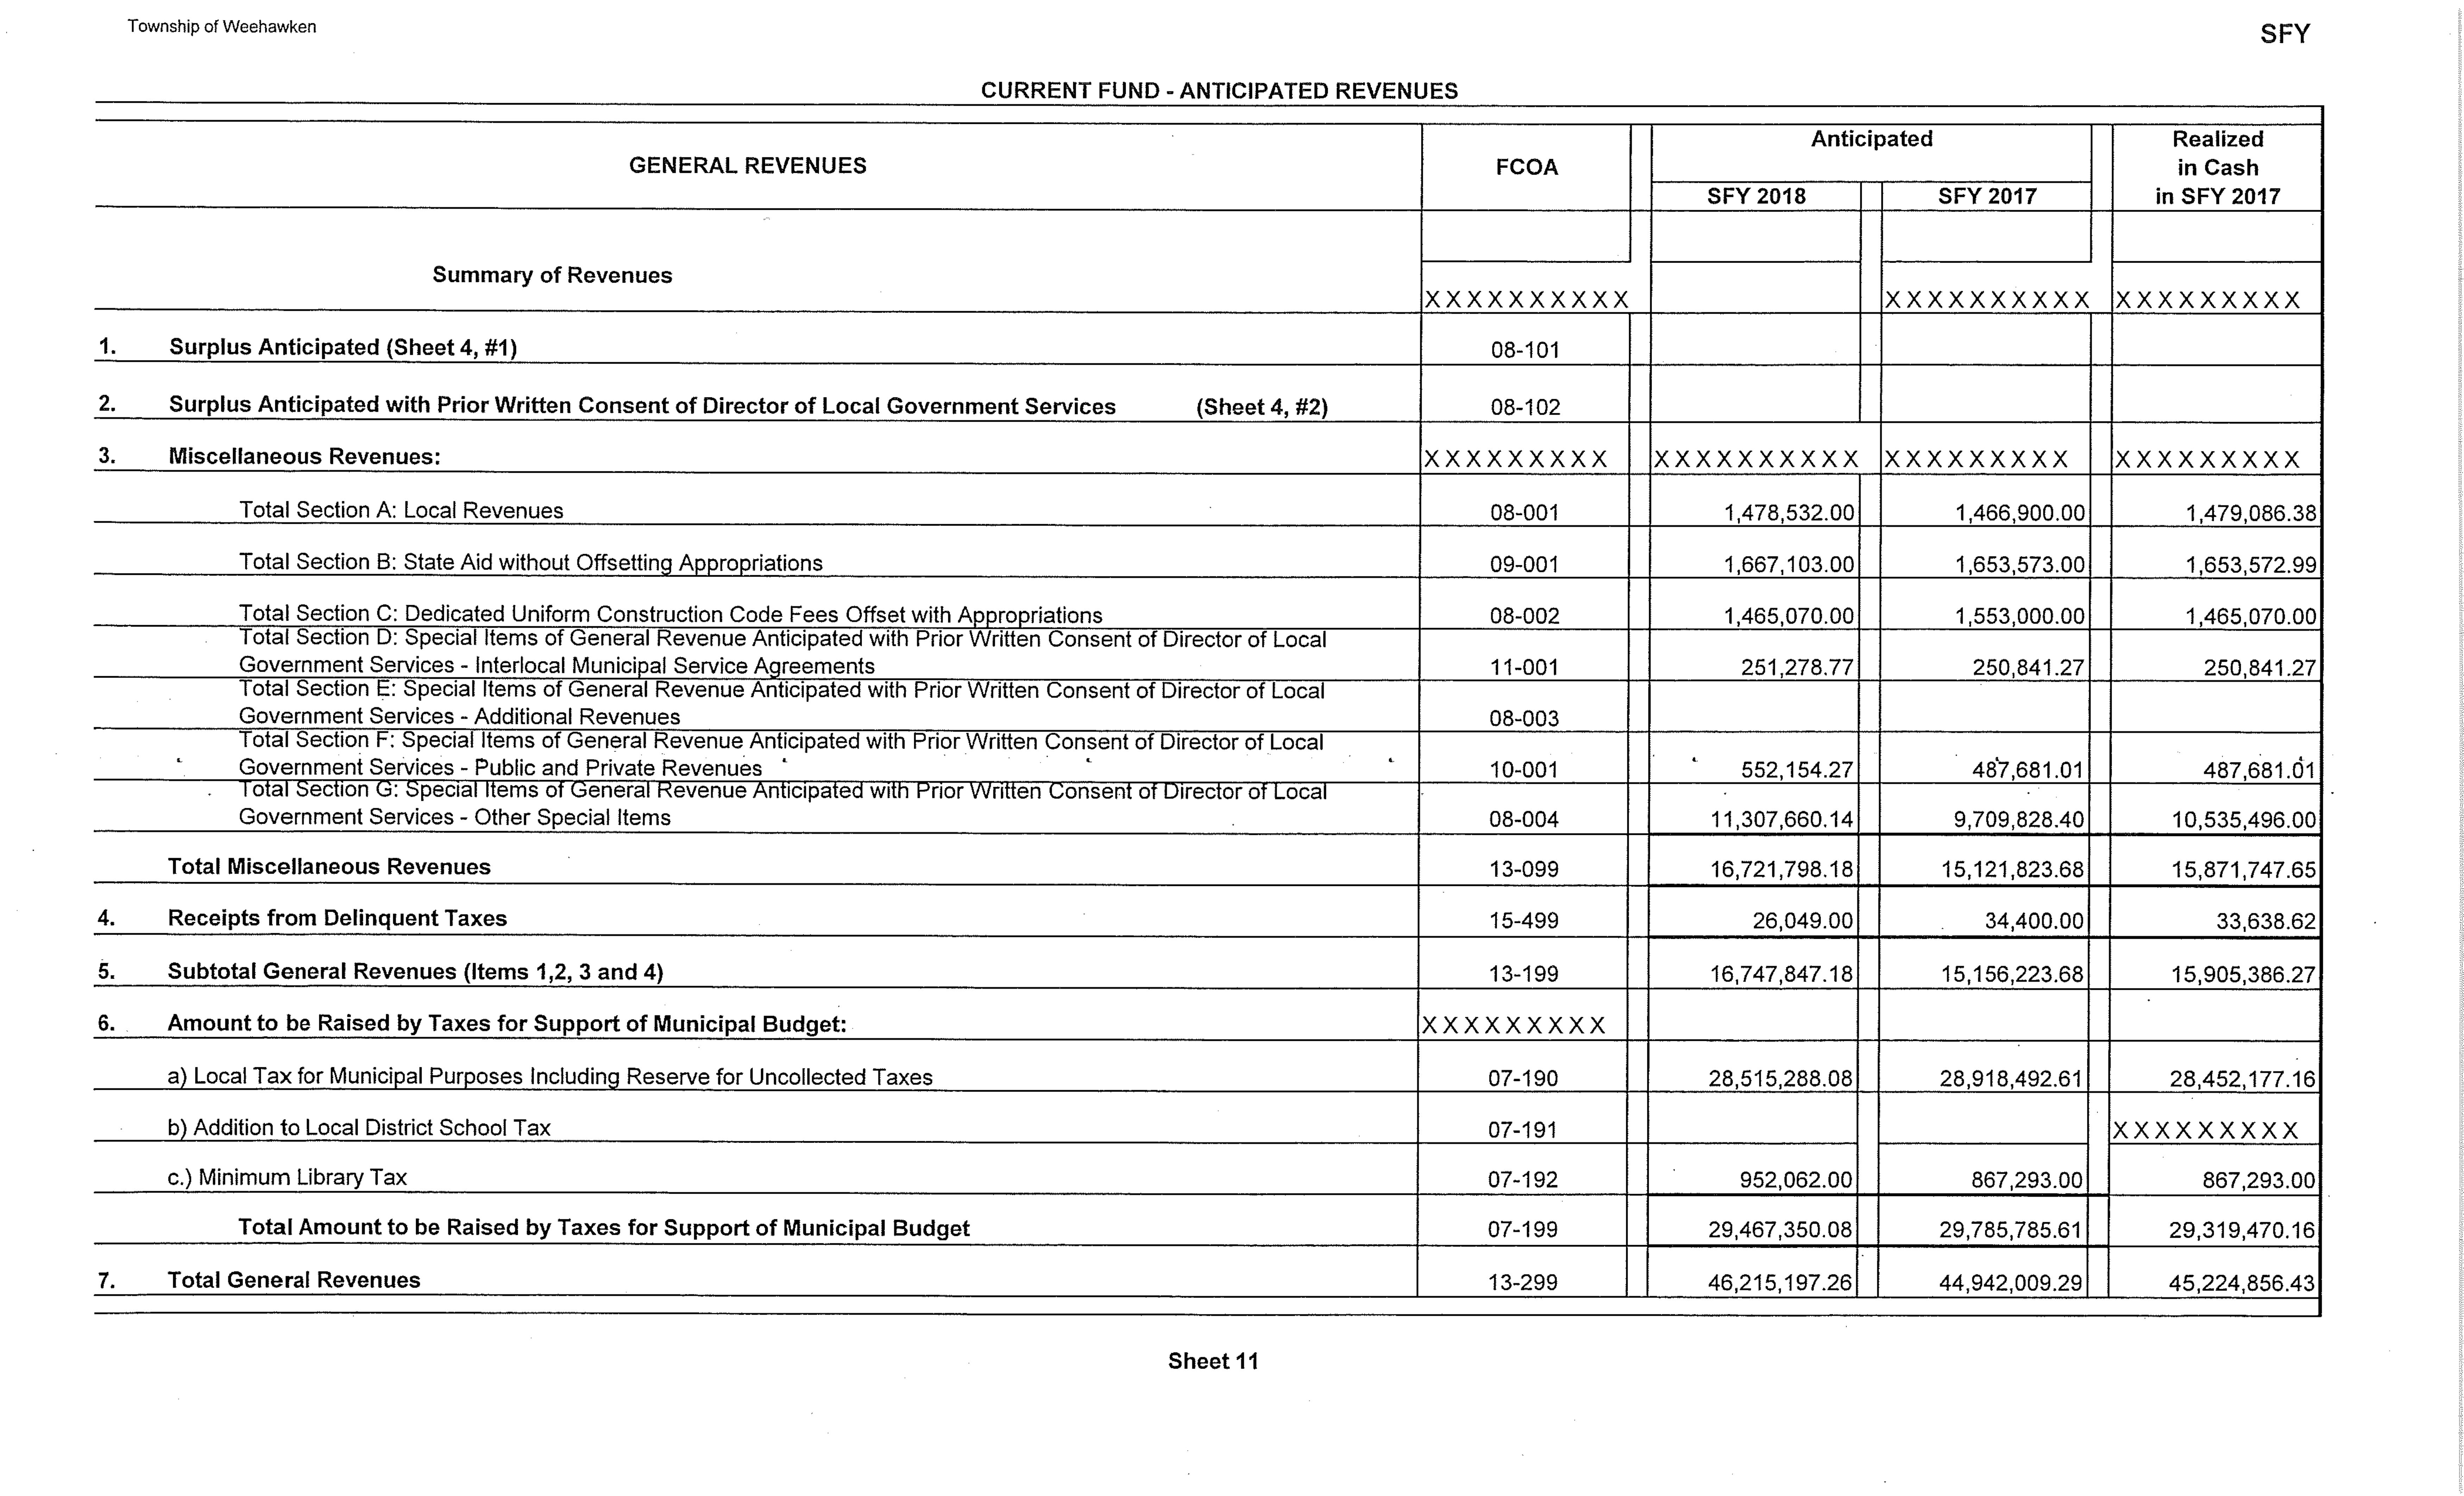 Township of Weehawken
SFY
CURRENT FUND - ANTICIPATED REVENUES
GENERAL REVENUES FCOA Anticipated Realized in Cash in SFY 2017
SFY 2018 SFY 2017
Summary of Revenues
XXXXXXXXXX XXXXXXXXXX XXXXXXXXX
1. Surplus Anticipated (Sheet 4, #1) 08-101
2. Surplus Anticipated with Prior Written Consent of Director of Local Government Services (Sheet 4, #2) 08-102
3. Miscellaneous Revenues: XXXXXXXXX XXXXXXXXXX XXXXXXXXX XXXXXXXXX
Total Section A: Local Revenues 08-001 1,478,532.00 1,466,900.00 1,479,086.38
Total Section B: State Aid without Offsetting Appropriations 09-001 1,667,103.00 1,653,573.00 1,653,572.99
Total Section C: Dedicated Uniform Construction Code Fees Offset with Appropriations 08-002 1,465,070.00 1,553,000.00 1,465,070.00
Total Section D: Special Items of General Revenue Anticipated with Prior Written Consent of Director of Local
Government Services - Interlocal Municipal Service Agreements 11-001 251,278.77 250,841.27 250,841.27
Total Section E: Special Items of General Revenue Anticipated with Prior Written Consent of Director of Local
Government Services - Additional Revenues 08-003
Total Section F: Special Items of General Revenue Anticipated with Prior Written Consent of Director of Local
Government Services - Public and Private Revenues 10-001 552,154.27 487,681.01 487,681.01
Total Section G: Special Items of General Revenue Anticipated with Prior Written Consent of Director of Local
Government Services - Other Special Items 08-004 11,307,660.14 9,709,828.40 10,535,496.00
Total Miscellaneous Revenues 13-099 16,721,798.18 15,121,823.68 15,871,747.65
4. Receipts from Delinquent Taxes 15-499 26,049.00 34,400.00 33,638.62
5. Subtotal General Revenues (Items 1,2, 3 and 4) 13-199 16,747,847.18 15,156,223.68 15,905,386.27
6. Amount to be Raised by Taxes for Support of Municipal Budget: XXXXXXXXX
a) Local Tax for Municipal Purposes Including Reserve for Uncollected Taxes 07-190 28,515,288.08 28,918,492.61 28,452,177.16
b) Addition to Local District School Tax 07-191 XXXXXXXXX
c.) Minimum Library Tax 07-192 952,062.00 867,293.00 867,293.00
Total Amount to be Raised by Taxes for Support of Municipal Budget 07-199 29,467,350.08 29,785,785.61 29,319,470.16
7. Total General Revenues 13-299 46,215,197.26 44,942,009.29 45,224,856.43
Sheet 11